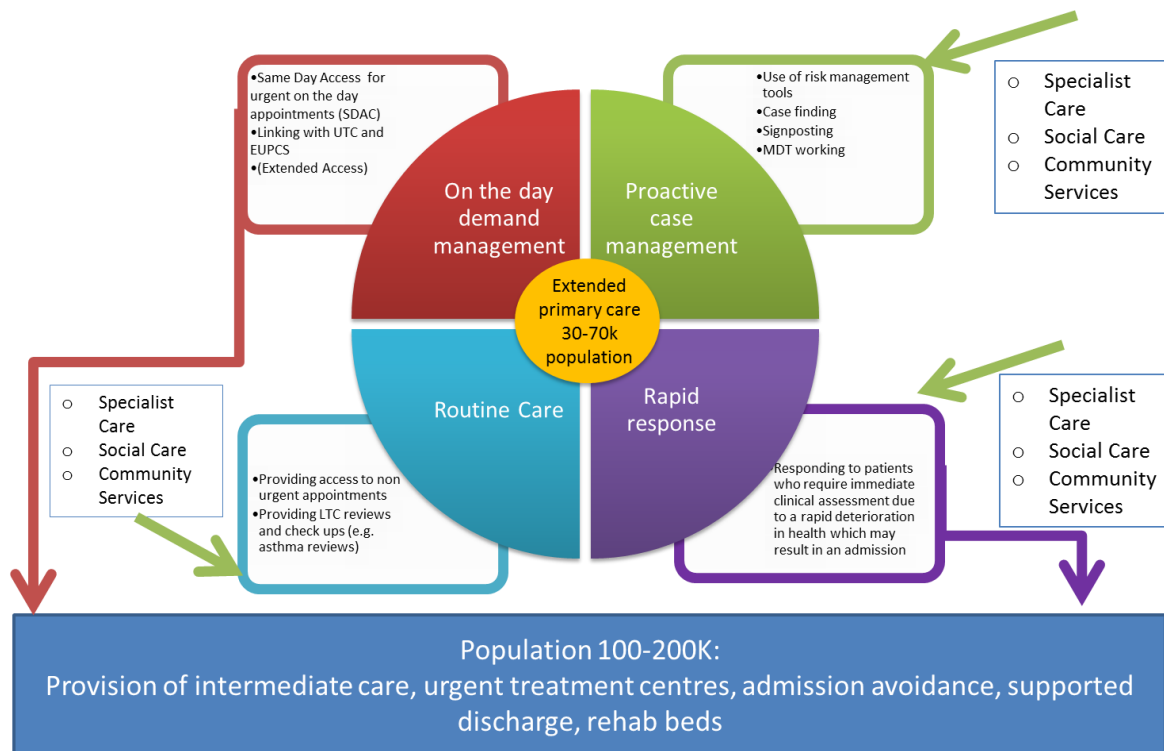 •Same Day Access for
urgent on the day
appointments (SDAC)
•Linking with UTC and
EUPCS
•(Extended Access)
•Use of risk management
tools
•Case finding
•Signposting
•MDT working
o Specialist
Care
o Social Care
o Community
Services
On the day
demand
management
Proactive
case
management
Extended
primary care
30-70k
population
Routine Care
Rapid
response
o Specialist
Care
o Social Care
o Community
Services
•Providing access to non
urgent appointments
•Providing LTC reviews
and check ups (e.g.
asthma reviews)
Responding to patients
who require immediate
clinical assessment due
to a rapid deterioration
in health which may
result in an admission
o Specialist
Care
o Social Care
o Community
Services
Population 100-200K:
Provision of intermediate care, urgent treatment centres, admission avoidance, supported
discharge, rehab beds